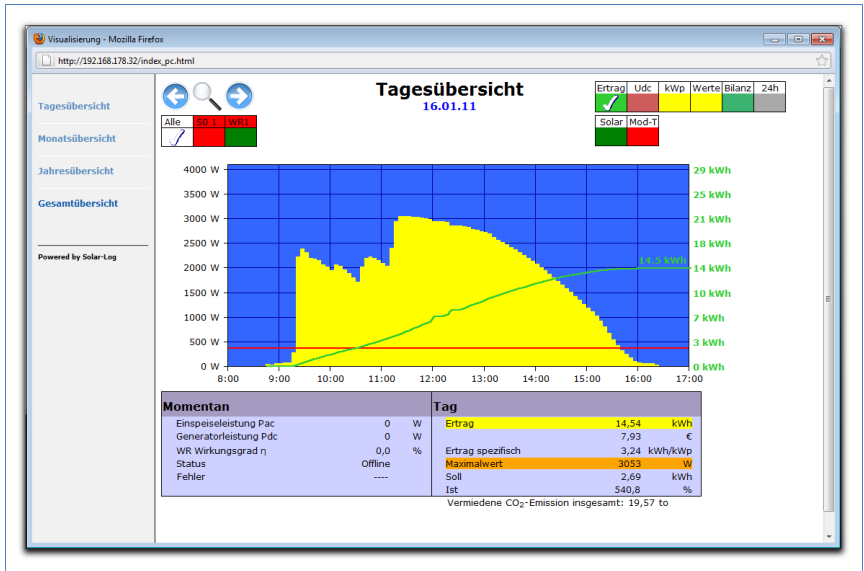 Visualisierung - Mozilla Firefox
http://192.168.178.32/index_pc.html
Tagesübersicht
Monatsübersicht
Jahresübersicht
Gesamtübersicht
Powered by Solar-Log
Tagesübersicht
16.01.11
Alle S0 1 WR1
Ertrag Udc kWp Werte Bilanz 24h
Solar Mod-T
4000 W 29 kWh
3500 W 25 kWh
3000 W 21 kWh
2500 W 18 kWh
14.5 kWh
2000 W 14 kWh
1500 W 10 kWh
1000 W 7 kWh
500 W 3 kWh
0 W 0 kWh
8:00 9:00 10:00 11:00 12:00 13:00 14:00 15:00 16:00 17:00
Momentan
Einspeiseleistung Pac 0 W
Generatorleistung Pdc 0 W
WR Wirkungsgrad η 0,0 %
Status Offline
Fehler ----
Tag
Ertrag 14,54 kWh
7,93 €
Ertrag spezifisch 3,24 kWh/kWp
Maximalwert 3053 W
Soll 2,69 kWh
Ist 540,8 %
Vermiedene CO₂-Emission insgesamt: 19,57 to